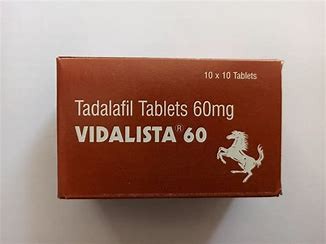 10 x 10 Tablets
Tadalafil Tablets 60mg
VIDALISTA® 60